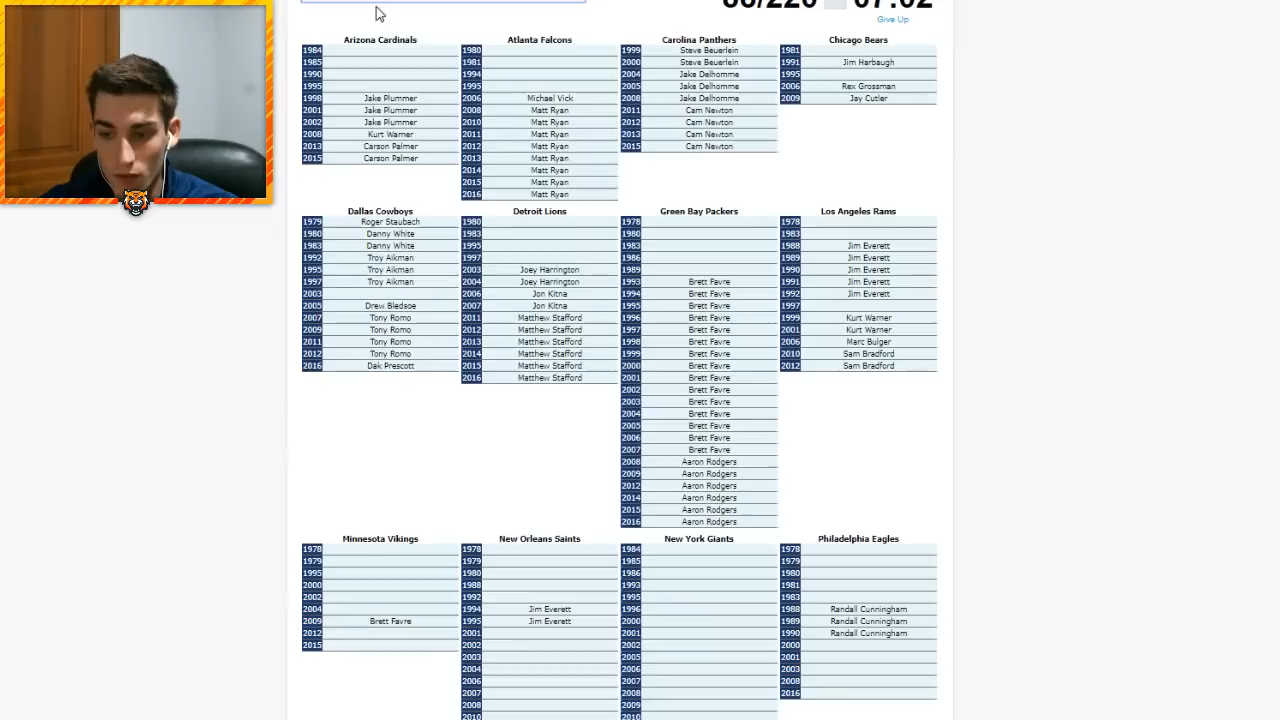 86/226 07:02
Give Up
Arizona Cardinals
1984
1985
1990
1995
1998 Jake Plummer
2001 Jake Plummer
2002 Jake Plummer
2008 Kurt Warner
2013 Carson Palmer
2015 Carson Palmer
Atlanta Falcons
1980
1981
1994
1995
2006 Michael Vick
2008 Matt Ryan
2010 Matt Ryan
2011 Matt Ryan
2012 Matt Ryan
2013 Matt Ryan
2014 Matt Ryan
2015 Matt Ryan
2016 Matt Ryan
Carolina Panthers
1999 Steve Beuerlein
2000 Steve Beuerlein
2004 Jake Delhomme
2005 Jake Delhomme
2008 Jake Delhomme
2011 Cam Newton
2012 Cam Newton
2013 Cam Newton
2015 Cam Newton
Chicago Bears
1981
1991 Jim Harbaugh
1995
2006 Rex Grossman
2009 Jay Cutler
Dallas Cowboys
1979 Roger Staubach
1980 Danny White
1983 Danny White
1992 Troy Aikman
1995 Troy Aikman
1997 Troy Aikman
2003
2005 Drew Bledsoe
2007 Tony Romo
2009 Tony Romo
2011 Tony Romo
2012 Tony Romo
2016 Dak Prescott
Detroit Lions
1980
1983
1995
1997
2003 Joey Harrington
2004 Joey Harrington
2006 Jon Kitna
2007 Jon Kitna
2011 Matthew Stafford
2012 Matthew Stafford
2013 Matthew Stafford
2014 Matthew Stafford
2015 Matthew Stafford
2016 Matthew Stafford
Green Bay Packers
1978
1980
1983
1986
1989
1993 Brett Favre
1994 Brett Favre
1995 Brett Favre
1996 Brett Favre
1997 Brett Favre
1998 Brett Favre
1999 Brett Favre
2000 Brett Favre
2001 Brett Favre
2002 Brett Favre
2003 Brett Favre
2004 Brett Favre
2005 Brett Favre
2006 Brett Favre
2007 Brett Favre
2008 Aaron Rodgers
2009 Aaron Rodgers
2012 Aaron Rodgers
2014 Aaron Rodgers
2015 Aaron Rodgers
2016 Aaron Rodgers
Los Angeles Rams
1978
1983
1988 Jim Everett
1989 Jim Everett
1990 Jim Everett
1991 Jim Everett
1992 Jim Everett
1997
1999 Kurt Warner
2001 Kurt Warner
2006 Marc Bulger
2010 Sam Bradford
2012 Sam Bradford
Minnesota Vikings
1978
1979
1995
2000
2002
2004
2009 Brett Favre
2012
2015
New Orleans Saints
1978
1979
1980
1988
1992
1994 Jim Everett
1995 Jim Everett
2001
2002
2003
2004
2006
2007
2008
2010
New York Giants
1984
1985
1986
1993
1995
1996
2000
2001
2002
2005
2006
2007
2008
2009
2010
Philadelphia Eagles
1978
1979
1980
1981
1983
1988 Randall Cunningham
1989 Randall Cunningham
1990 Randall Cunningham
2000
2001
2003
2008
2016